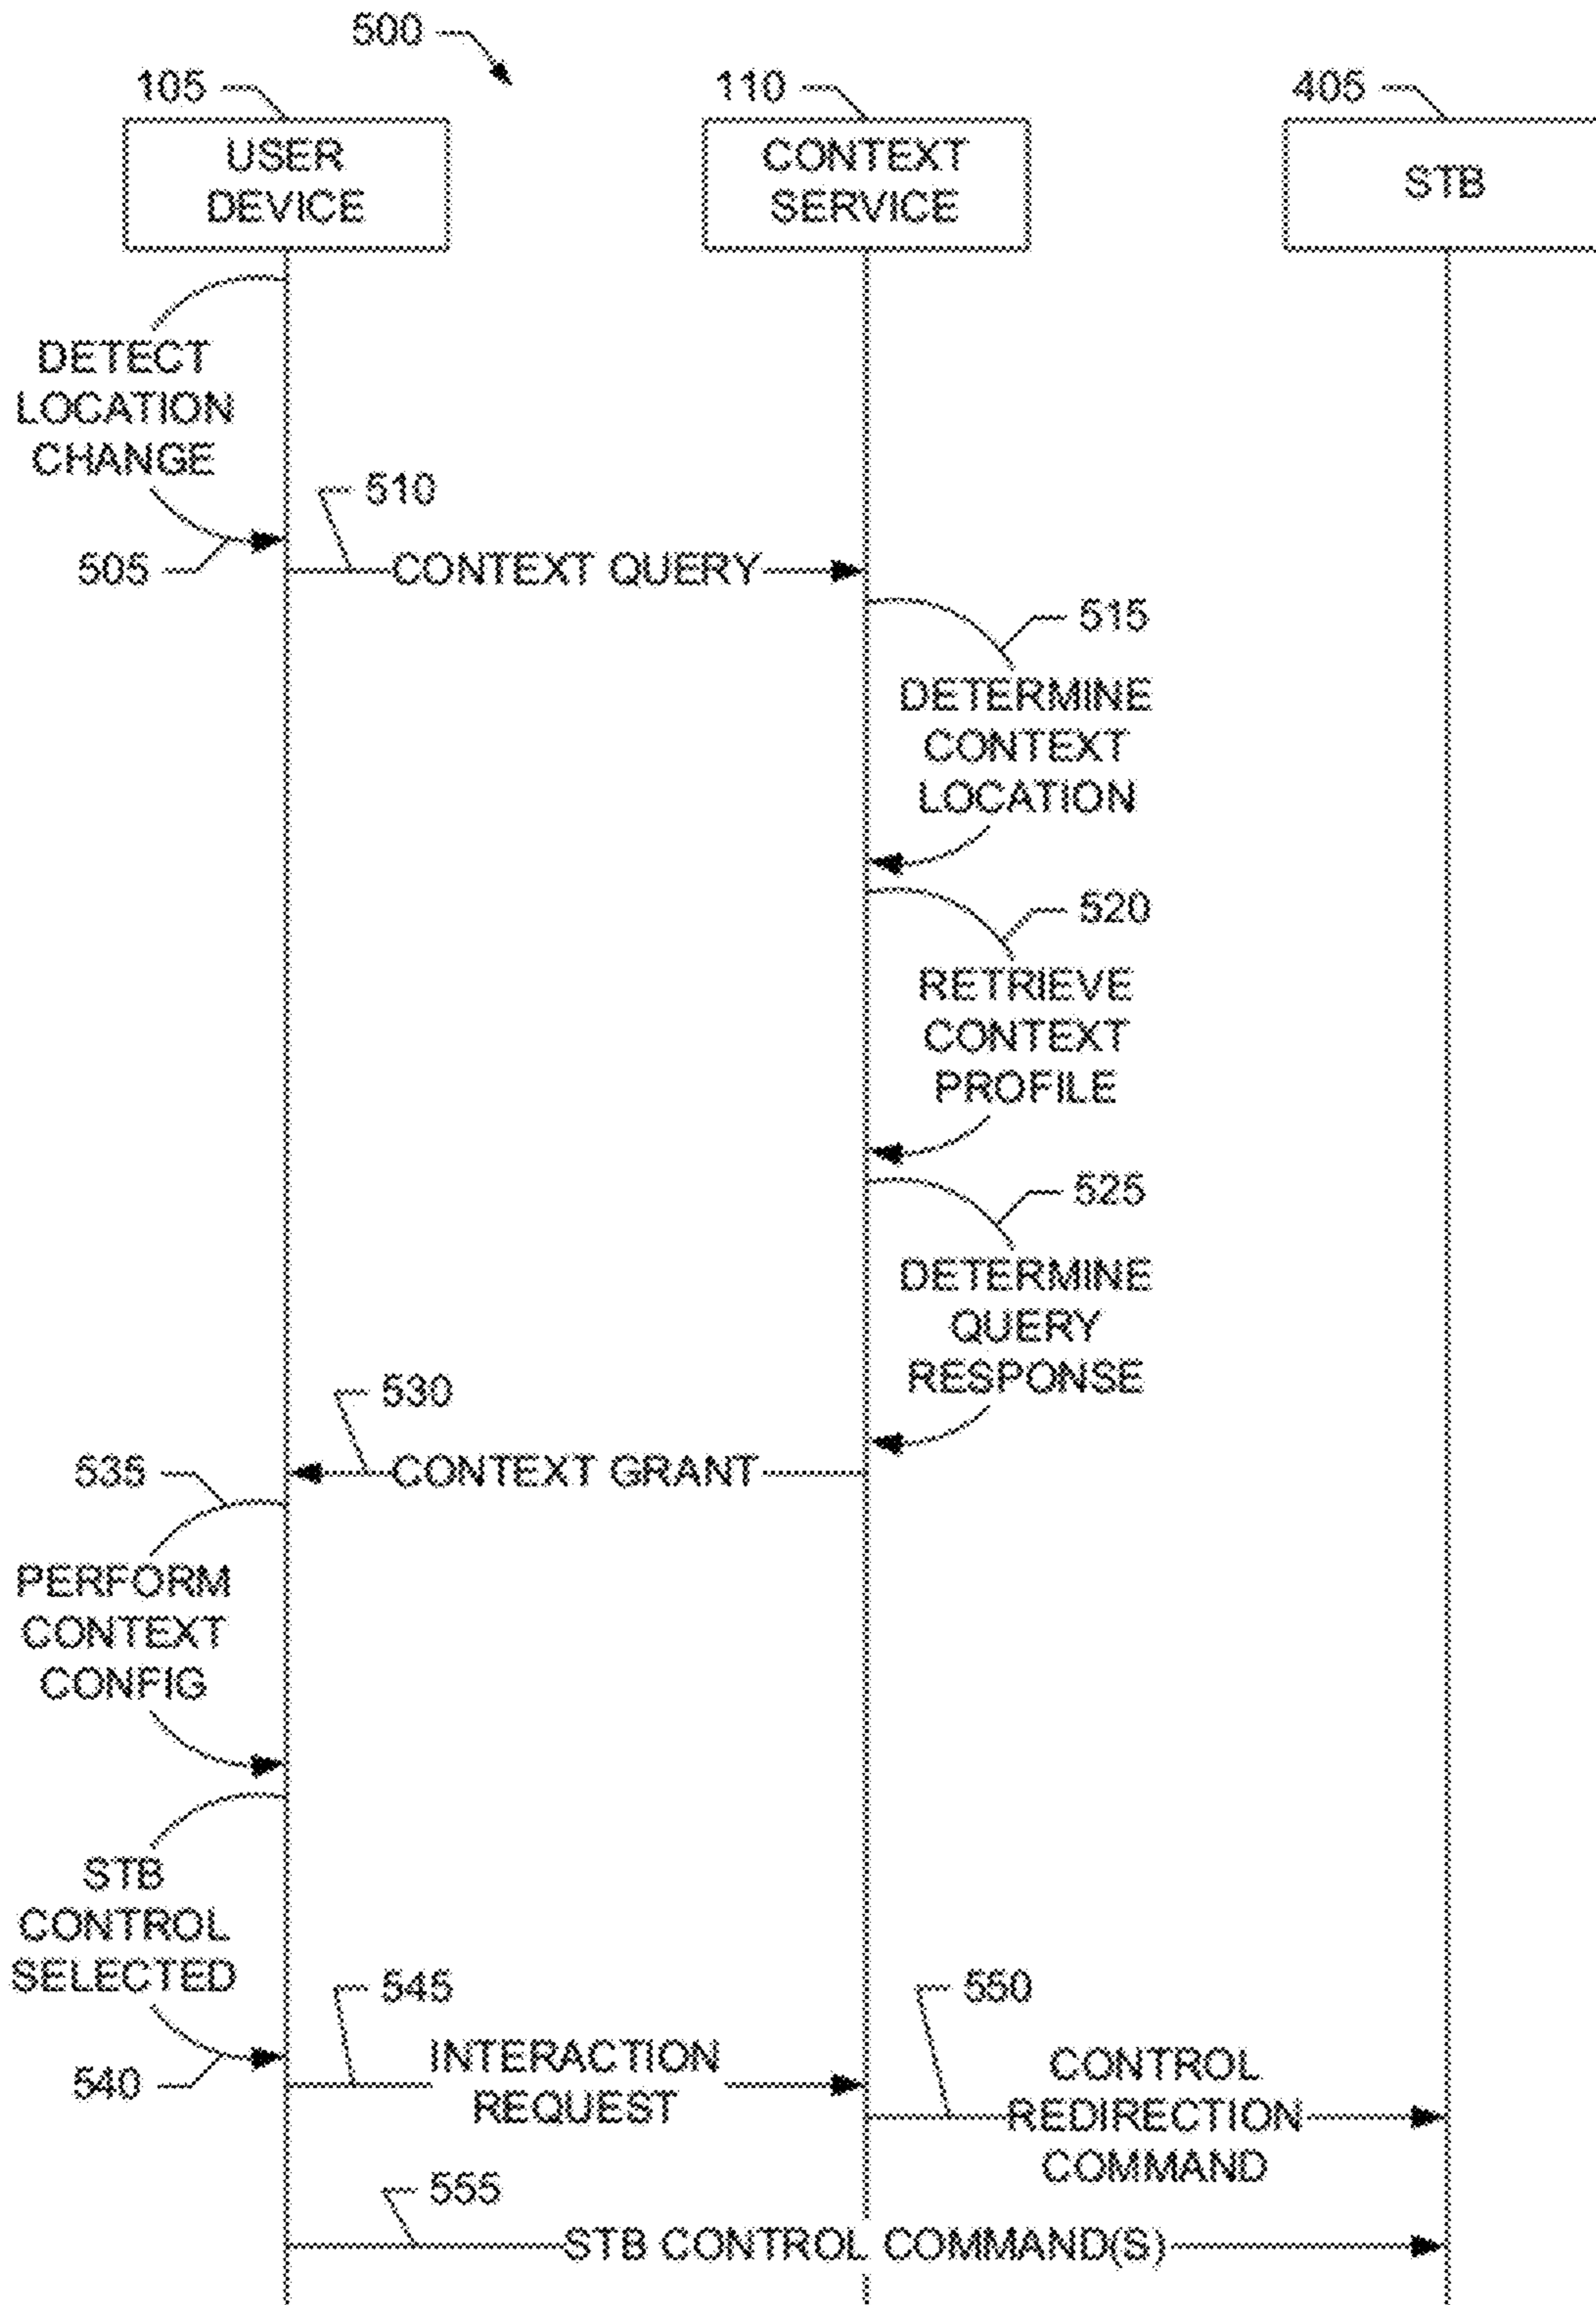 500
105
110
405
USER
DEVICE
CONTEXT
SERVICE
STB
DETECT
LOCATION
CHANGE
505
510
CONTEXT QUERY
515
DETERMINE
CONTEXT
LOCATION
520
RETRIEVE
CONTEXT
PROFILE
525
DETERMINE
QUERY
RESPONSE
530
CONTEXT GRANT
535
PERFORM
CONTEXT
CONFIG
STB
CONTROL
SELECTED
540
545
INTERACTION
REQUEST
550
CONTROL
REDIRECTION
COMMAND
555
STB CONTROL COMMAND(S)